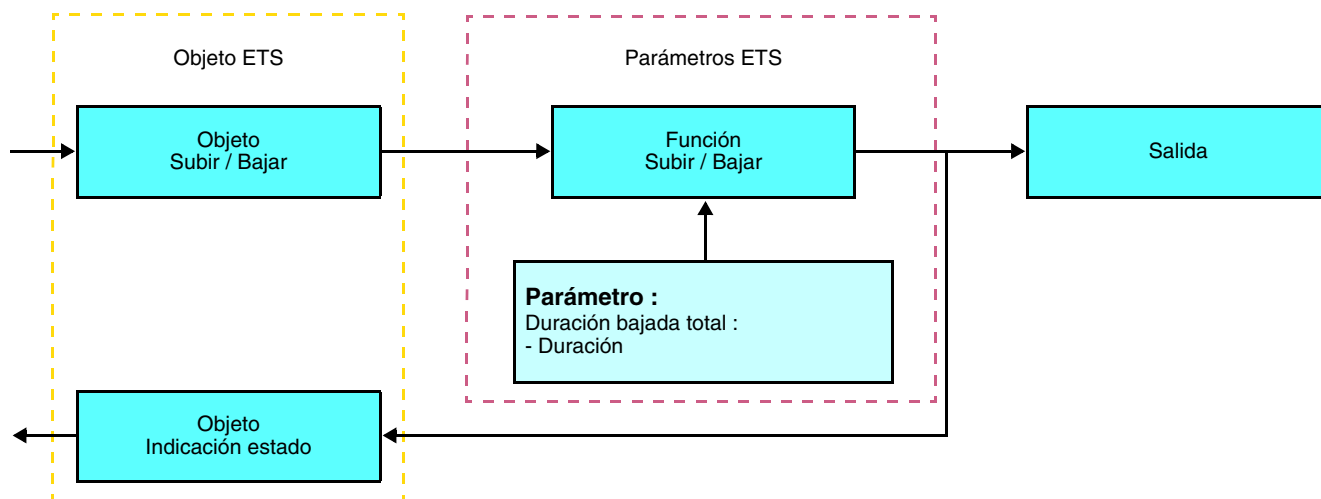 Objeto ETS
Parámetros ETS
Objeto
Subir / Bajar
Función
Subir / Bajar
Salida
Parámetro :
Duración bajada total :
- Duración
Objeto
Indicación estado